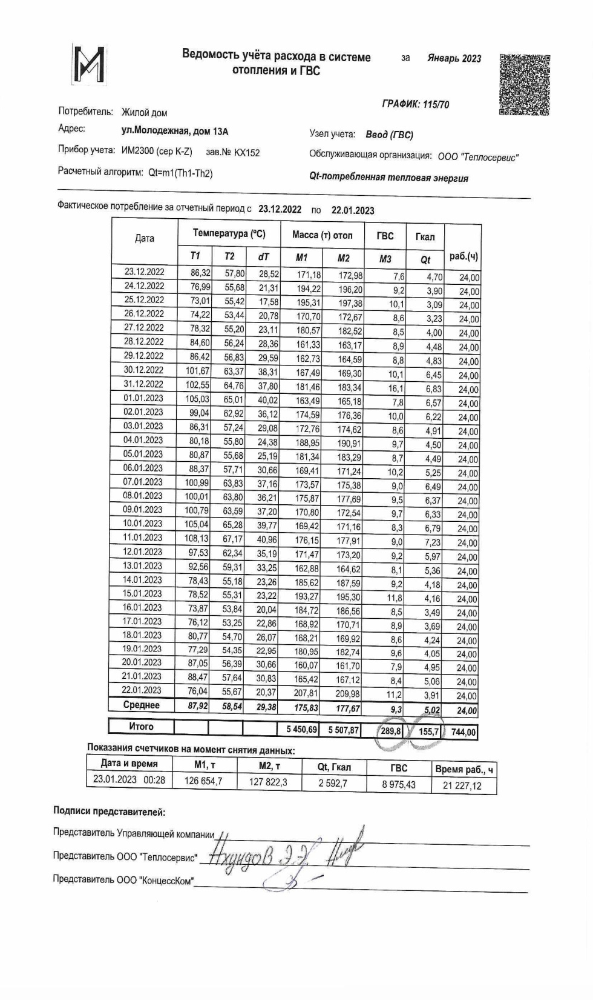 Ведомость учёта расхода в системе отопления и ГВС за Январь 2023
ГРАФИК: 115/70
Потребитель: Жилой дом
Адрес: ул.Молодежная, дом 13А Узел учета: Ввод (ГВС)
Прибор учета: ИМ2300 (сер K-Z) зав.№ KX152 Обслуживающая организация: ООО "Теплосервис"
Расчетный алгоритм: Qt=m1(Th1-Th2) Qt-потребленная тепловая энергия
Фактическое потребление за отчетный период с 23.12.2022 по 22.01.2023
Дата Температура (ºС) Масса (т) отоп ГВС Гкал раб.(ч)
T1 T2 dT M1 M2 M3 Qt
23.12.2022 86,32 57,80 28,52 171,18 172,98 7,6 4,70 24,00
24.12.2022 76,99 55,68 21,31 194,22 196,20 9,2 3,90 24,00
25.12.2022 73,01 55,42 17,58 195,31 197,38 10,1 3,09 24,00
26.12.2022 74,22 53,44 20,78 170,70 172,67 8,6 3,23 24,00
27.12.2022 78,32 55,20 23,11 180,57 182,52 8,5 4,00 24,00
28.12.2022 84,60 56,24 28,36 161,33 163,17 8,9 4,48 24,00
29.12.2022 86,42 56,83 29,59 162,73 164,59 8,8 4,83 24,00
30.12.2022 101,67 63,37 38,31 167,49 169,30 10,1 6,45 24,00
31.12.2022 102,55 64,76 37,80 181,46 183,34 16,1 6,83 24,00
01.01.2023 105,03 65,01 40,02 163,49 165,18 7,8 6,57 24,00
02.01.2023 99,04 62,92 36,12 174,59 176,36 10,0 6,22 24,00
03.01.2023 86,31 57,24 29,08 172,76 174,62 8,6 4,91 24,00
04.01.2023 80,18 55,80 24,38 188,95 190,91 9,7 4,50 24,00
05.01.2023 80,87 55,68 25,19 181,34 183,29 8,7 4,49 24,00
06.01.2023 88,37 57,71 30,66 169,41 171,24 10,2 5,25 24,00
07.01.2023 100,99 63,83 37,16 173,57 175,38 9,0 6,49 24,00
08.01.2023 100,01 63,80 36,21 175,87 177,69 9,5 6,37 24,00
09.01.2023 100,79 63,59 37,20 170,80 172,54 9,7 6,33 24,00
10.01.2023 105,04 65,28 39,77 169,42 171,16 8,3 6,79 24,00
11.01.2023 108,13 67,17 40,96 176,15 177,91 9,0 7,23 24,00
12.01.2023 97,53 62,34 35,19 171,47 173,20 9,2 5,97 24,00
13.01.2023 92,56 59,31 33,25 162,88 164,62 8,1 5,36 24,00
14.01.2023 78,43 55,18 23,26 185,62 187,59 9,2 4,18 24,00
15.01.2023 78,52 55,31 23,22 193,27 195,30 11,8 4,16 24,00
16.01.2023 73,87 53,84 20,04 184,72 186,56 8,5 3,49 24,00
17.01.2023 76,12 53,25 22,86 168,92 170,71 8,9 3,69 24,00
18.01.2023 80,77 54,70 26,07 168,21 169,92 8,6 4,24 24,00
19.01.2023 77,29 54,35 22,95 180,95 182,74 9,6 4,05 24,00
20.01.2023 87,05 56,39 30,66 160,07 161,70 7,9 4,95 24,00
21.01.2023 88,47 57,64 30,83 165,42 167,12 8,4 5,06 24,00
22.01.2023 76,04 55,67 20,37 207,81 209,98 11,2 3,91 24,00
Среднее 87,92 58,54 29,38 175,83 177,67 9,3 5,02 24,00
Итого 5 450,69 5 507,87 289,8 155,7 744,00
Показания счетчиков на момент снятия данных:
Дата и время M1, т M2, т Qt, Гкал ГВС Время раб., ч
23.01.2023 00:28 126 654,7 127 822,3 2 592,7 8 975,43 21 227,12
Подписи представителей:
Представитель Управляющей компании
Представитель ООО "Теплосервис" Ахундов Э.Э.
Представитель ООО "КонцессКом"